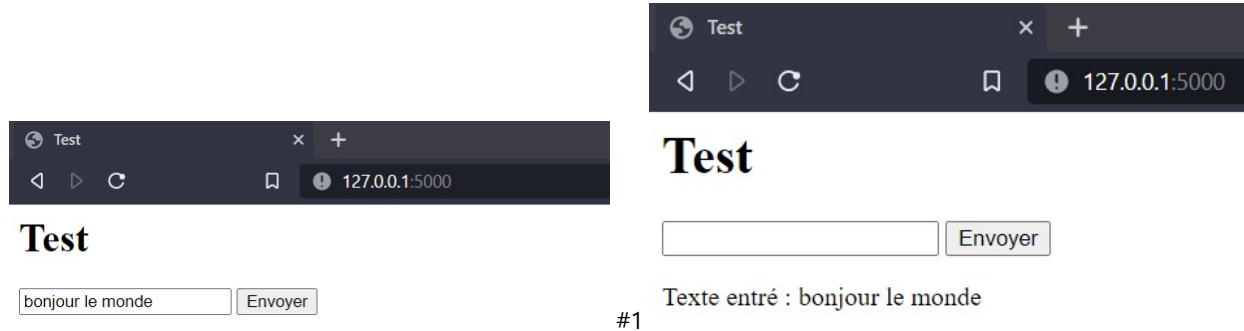 Test
127.0.0.1:5000
Test
bonjour le monde Envoyer
#1
Test
127.0.0.1:5000
Test
Envoyer
Texte entré : bonjour le monde